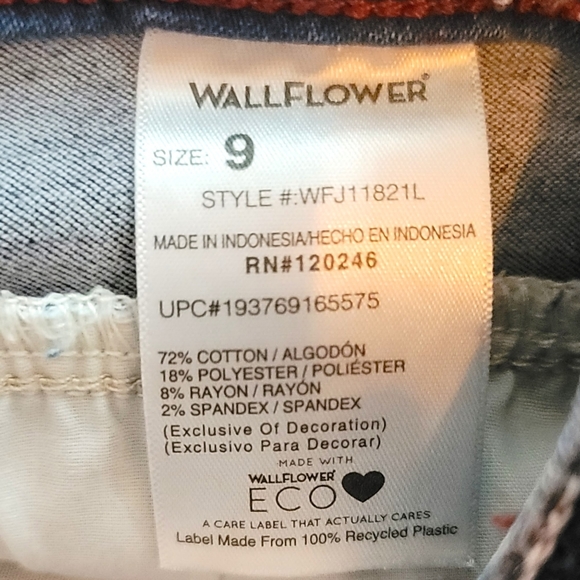 WALLFLOWER®
SIZE: 9
STYLE #:WFJ11821L
MADE IN INDONESIA/HECHO EN INDONESIA
RN#120246
UPC#193769165575
72% COTTON / ALGODÓN
18% POLYESTER / POLIÉSTER
8% RAYON / RAYÓN
2% SPANDEX / SPANDEX
(Exclusive Of Decoration)
(Exclusivo Para Decorar)
MADE WITH
WALLFLOWER®
ECO
A CARE LABEL THAT ACTUALLY CARES
Label Made From 100% Recycled Plastic